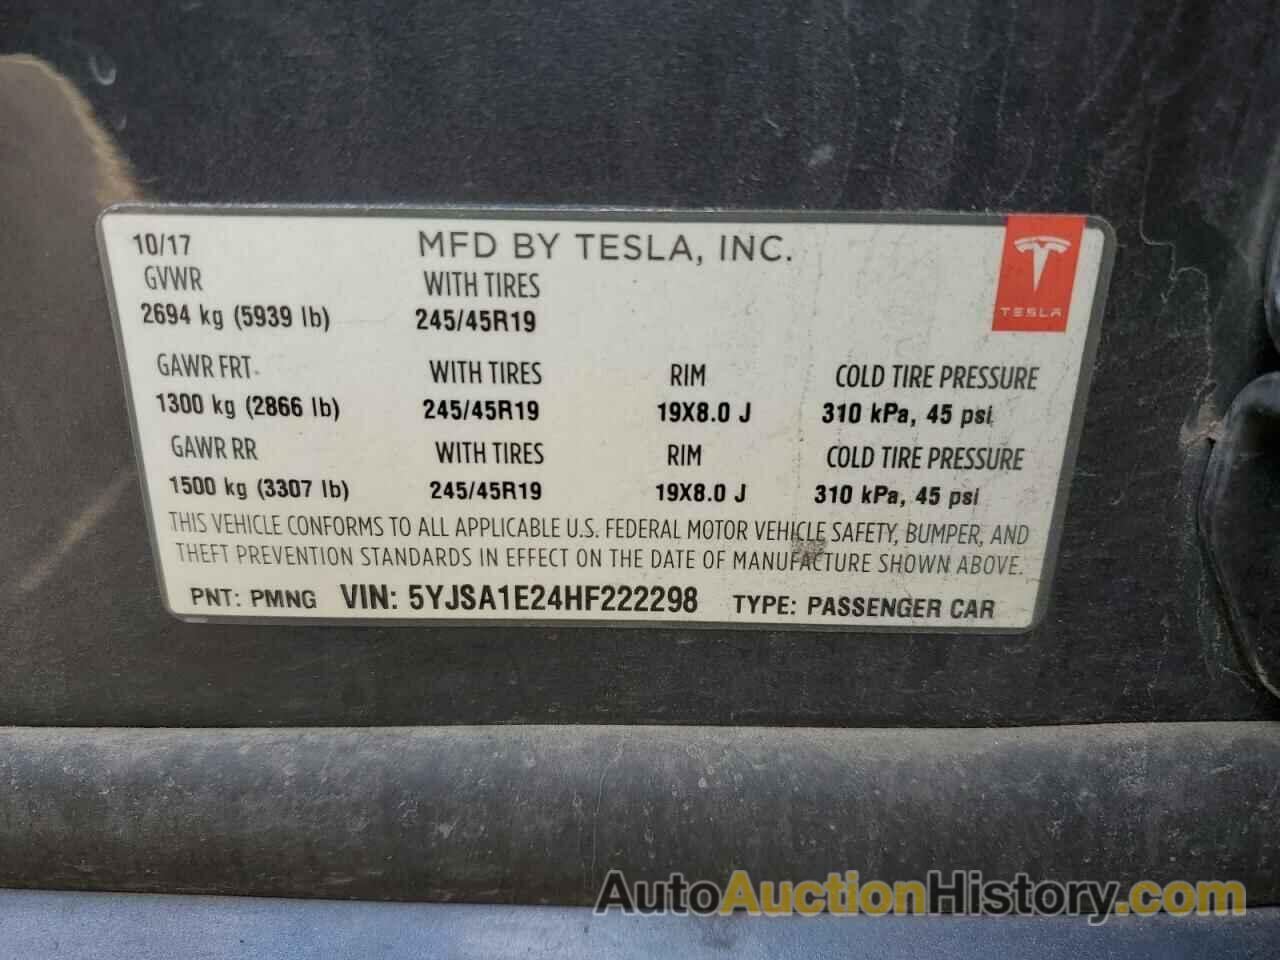 10/17 MFD BY TESLA, INC.
GVWR WITH TIRES
TESLA
2694 kg (5939 lb) 245/45R19
GAWR FRT WITH TIRES RIM COLD TIRE PRESSURE
1300 kg (2866 lb) 245/45R19 19X8.0 J 310 kPa, 45 psi
GAWR RR WITH TIRES RIM COLD TIRE PRESSURE
1500 kg (3307 lb) 245/45R19 19X8.0 J 310 kPa, 45 psi
THIS VEHICLE CONFORMS TO ALL APPLICABLE U.S. FEDERAL MOTOR VEHICLE SAFETY, BUMPER, AND
THEFT PREVENTION STANDARDS IN EFFECT ON THE DATE OF MANUFACTURE SHOWN ABOVE.
PNT: PMNG VIN: 5YJSA1E24HF222298 TYPE: PASSENGER CAR
AutoAuctionHistory.com